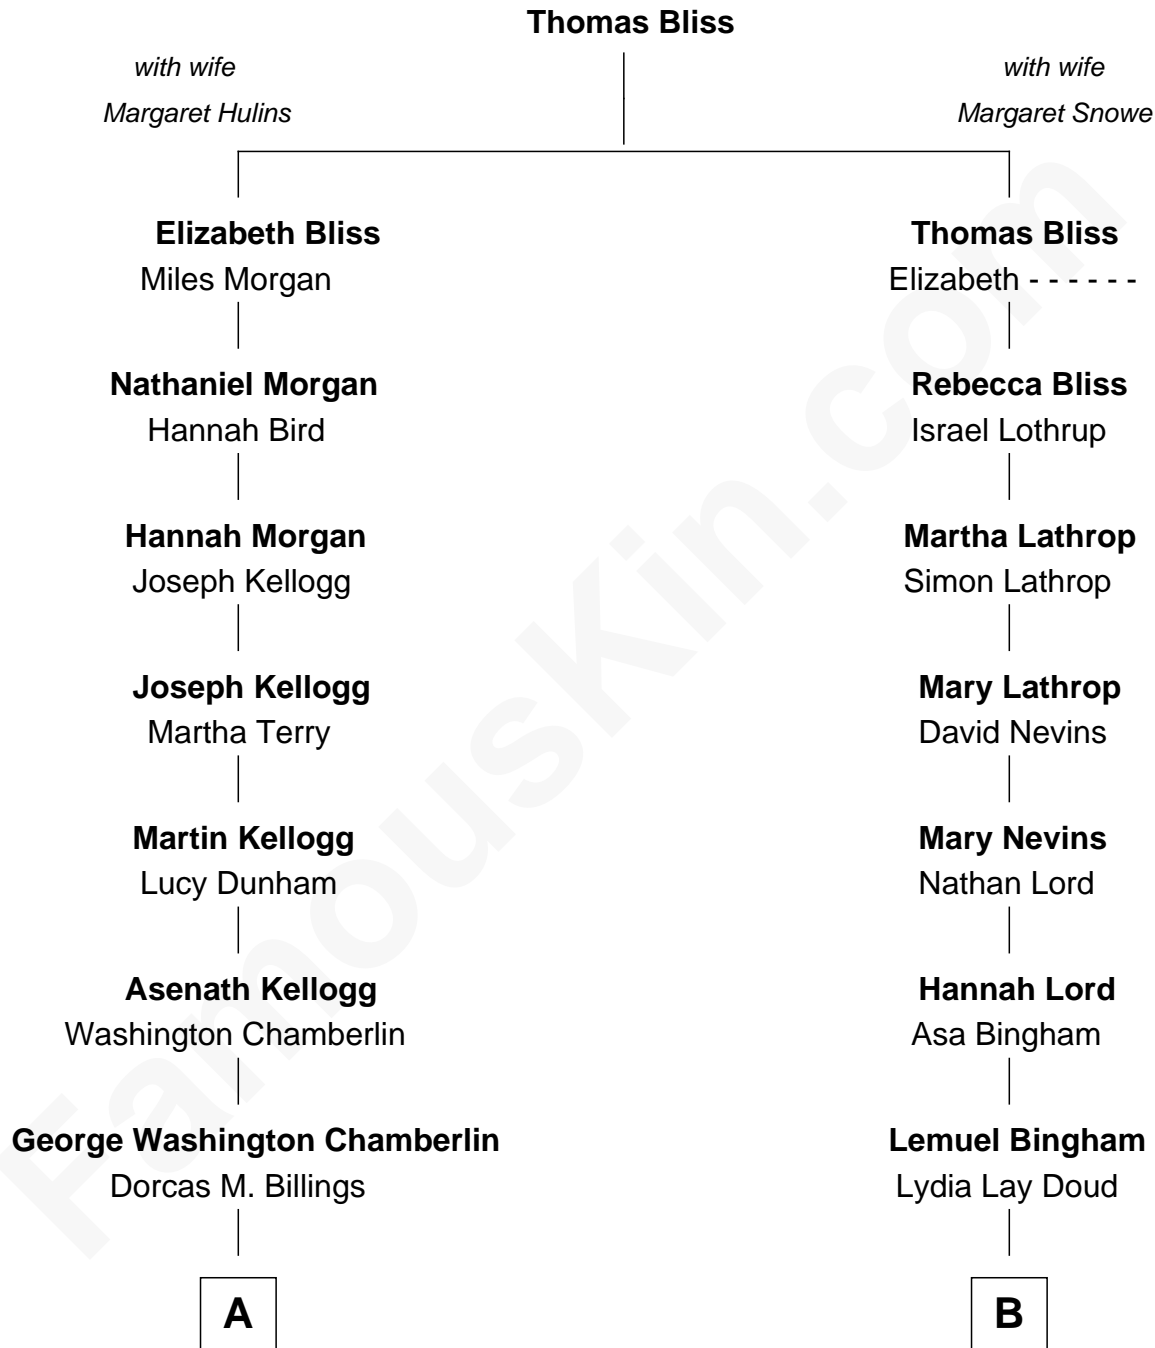 Thomas Bliss
with wife
Margaret Hulins
with wife
Margaret Snowe
Elizabeth Bliss
Miles Morgan
Thomas Bliss
Elizabeth - - - - - -
Nathaniel Morgan
Hannah Bird
Rebecca Bliss
Israel Lothrup
Hannah Morgan
Joseph Kellogg
Martha Lathrop
Simon Lathrop
Joseph Kellogg
Martha Terry
Mary Lathrop
David Nevins
Martin Kellogg
Lucy Dunham
Mary Nevins
Nathan Lord
Asenath Kellogg
Washington Chamberlin
Hannah Lord
Asa Bingham
George Washington Chamberlin
Dorcas M. Billings
Lemuel Bingham
Lydia Lay Doud
A
B
FamousKin.com